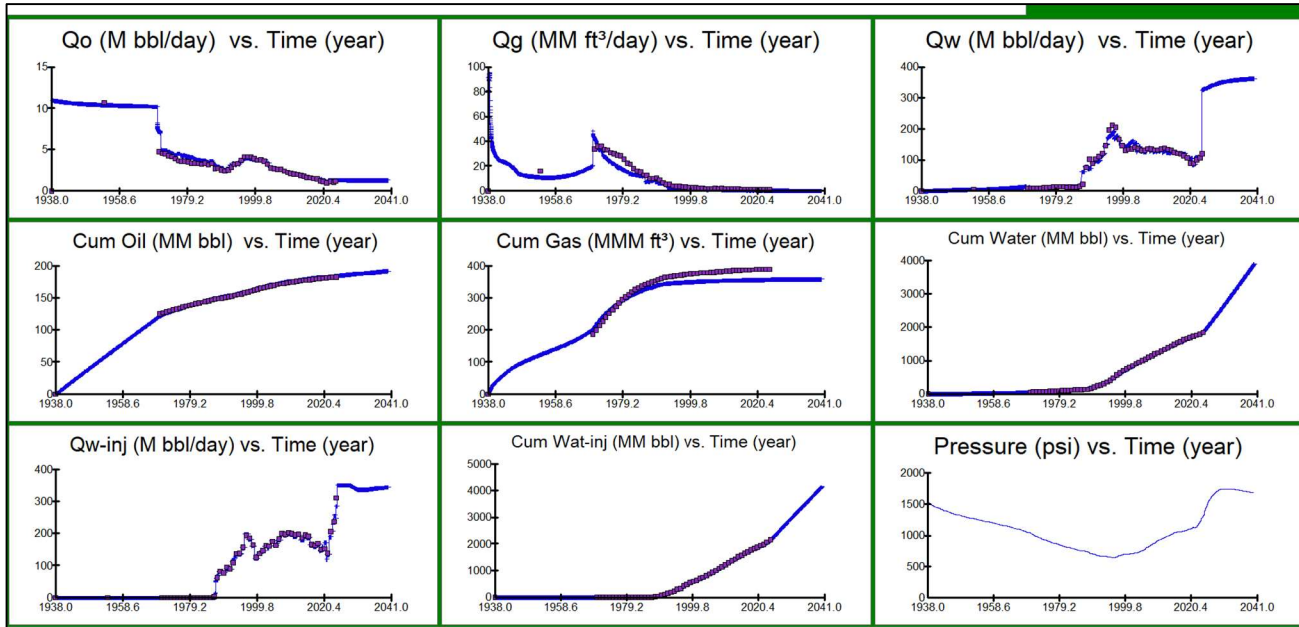 Qo (M bbl/day) vs. Time (year)
15
10
5
0
1938.0 1958.6 1979.2 1999.8 2020.4 2041.0
Qg (MM ft³/day) vs. Time (year)
100
80
60
40
20
0
1938.0 1958.6 1979.2 1999.8 2020.4 2041.0
Qw (M bbl/day) vs. Time (year)
400
300
200
100
0
1938.0 1958.6 1979.2 1999.8 2020.4 2041.0
Cum Oil (MM bbl) vs. Time (year)
200
150
100
50
0
1938.0 1958.6 1979.2 1999.8 2020.4 2041.0
Cum Gas (MMM ft³) vs. Time (year)
400
300
200
100
0
1938.0 1958.6 1979.2 1999.8 2020.4 2041.0
Cum Water (MM bbl) vs. Time (year)
4000
3000
2000
1000
0
1938.0 1958.6 1979.2 1999.8 2020.4 2041.0
Qw-inj (M bbl/day) vs. Time (year)
400
300
200
100
0
1938.0 1958.6 1979.2 1999.8 2020.4 2041.0
Cum Wat-inj (MM bbl) vs. Time (year)
5000
4000
3000
2000
1000
0
1938.0 1958.6 1979.2 1999.8 2020.4 2041.0
Pressure (psi) vs. Time (year)
2000
1500
1000
500
0
1938.0 1958.6 1979.2 1999.8 2020.4 2041.0